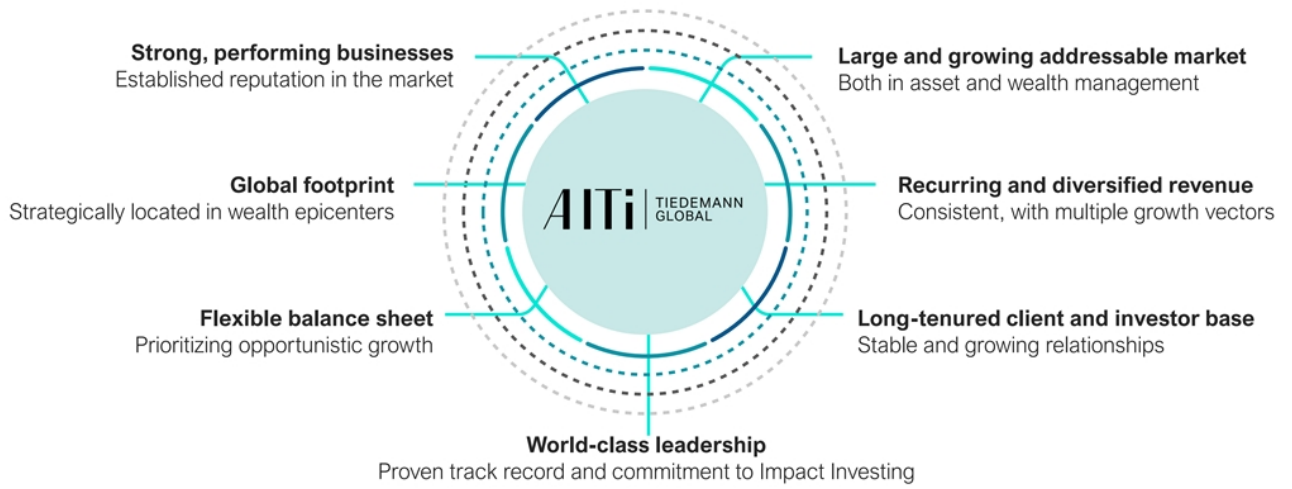 Strong, performing businesses
Established reputation in the market
Global footprint
Strategically located in wealth epicenters
Flexible balance sheet
Prioritizing opportunistic growth
AlTi
TIEDEMANN
GLOBAL
Large and growing addressable market
Both in asset and wealth management
Recurring and diversified revenue
Consistent, with multiple growth vectors
Long-tenured client and investor base
Stable and growing relationships
World-class leadership
Proven track record and commitment to Impact Investing